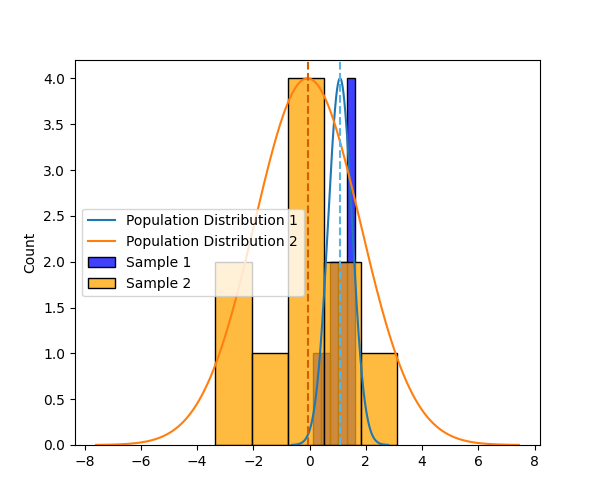 4.0
3.5
3.0
2.5
2.0
1.5
1.0
0.5
0.0
Count
Population Distribution 1
Population Distribution 2
Sample 1
Sample 2
−8 −6 −4 −2 0 2 4 6 8